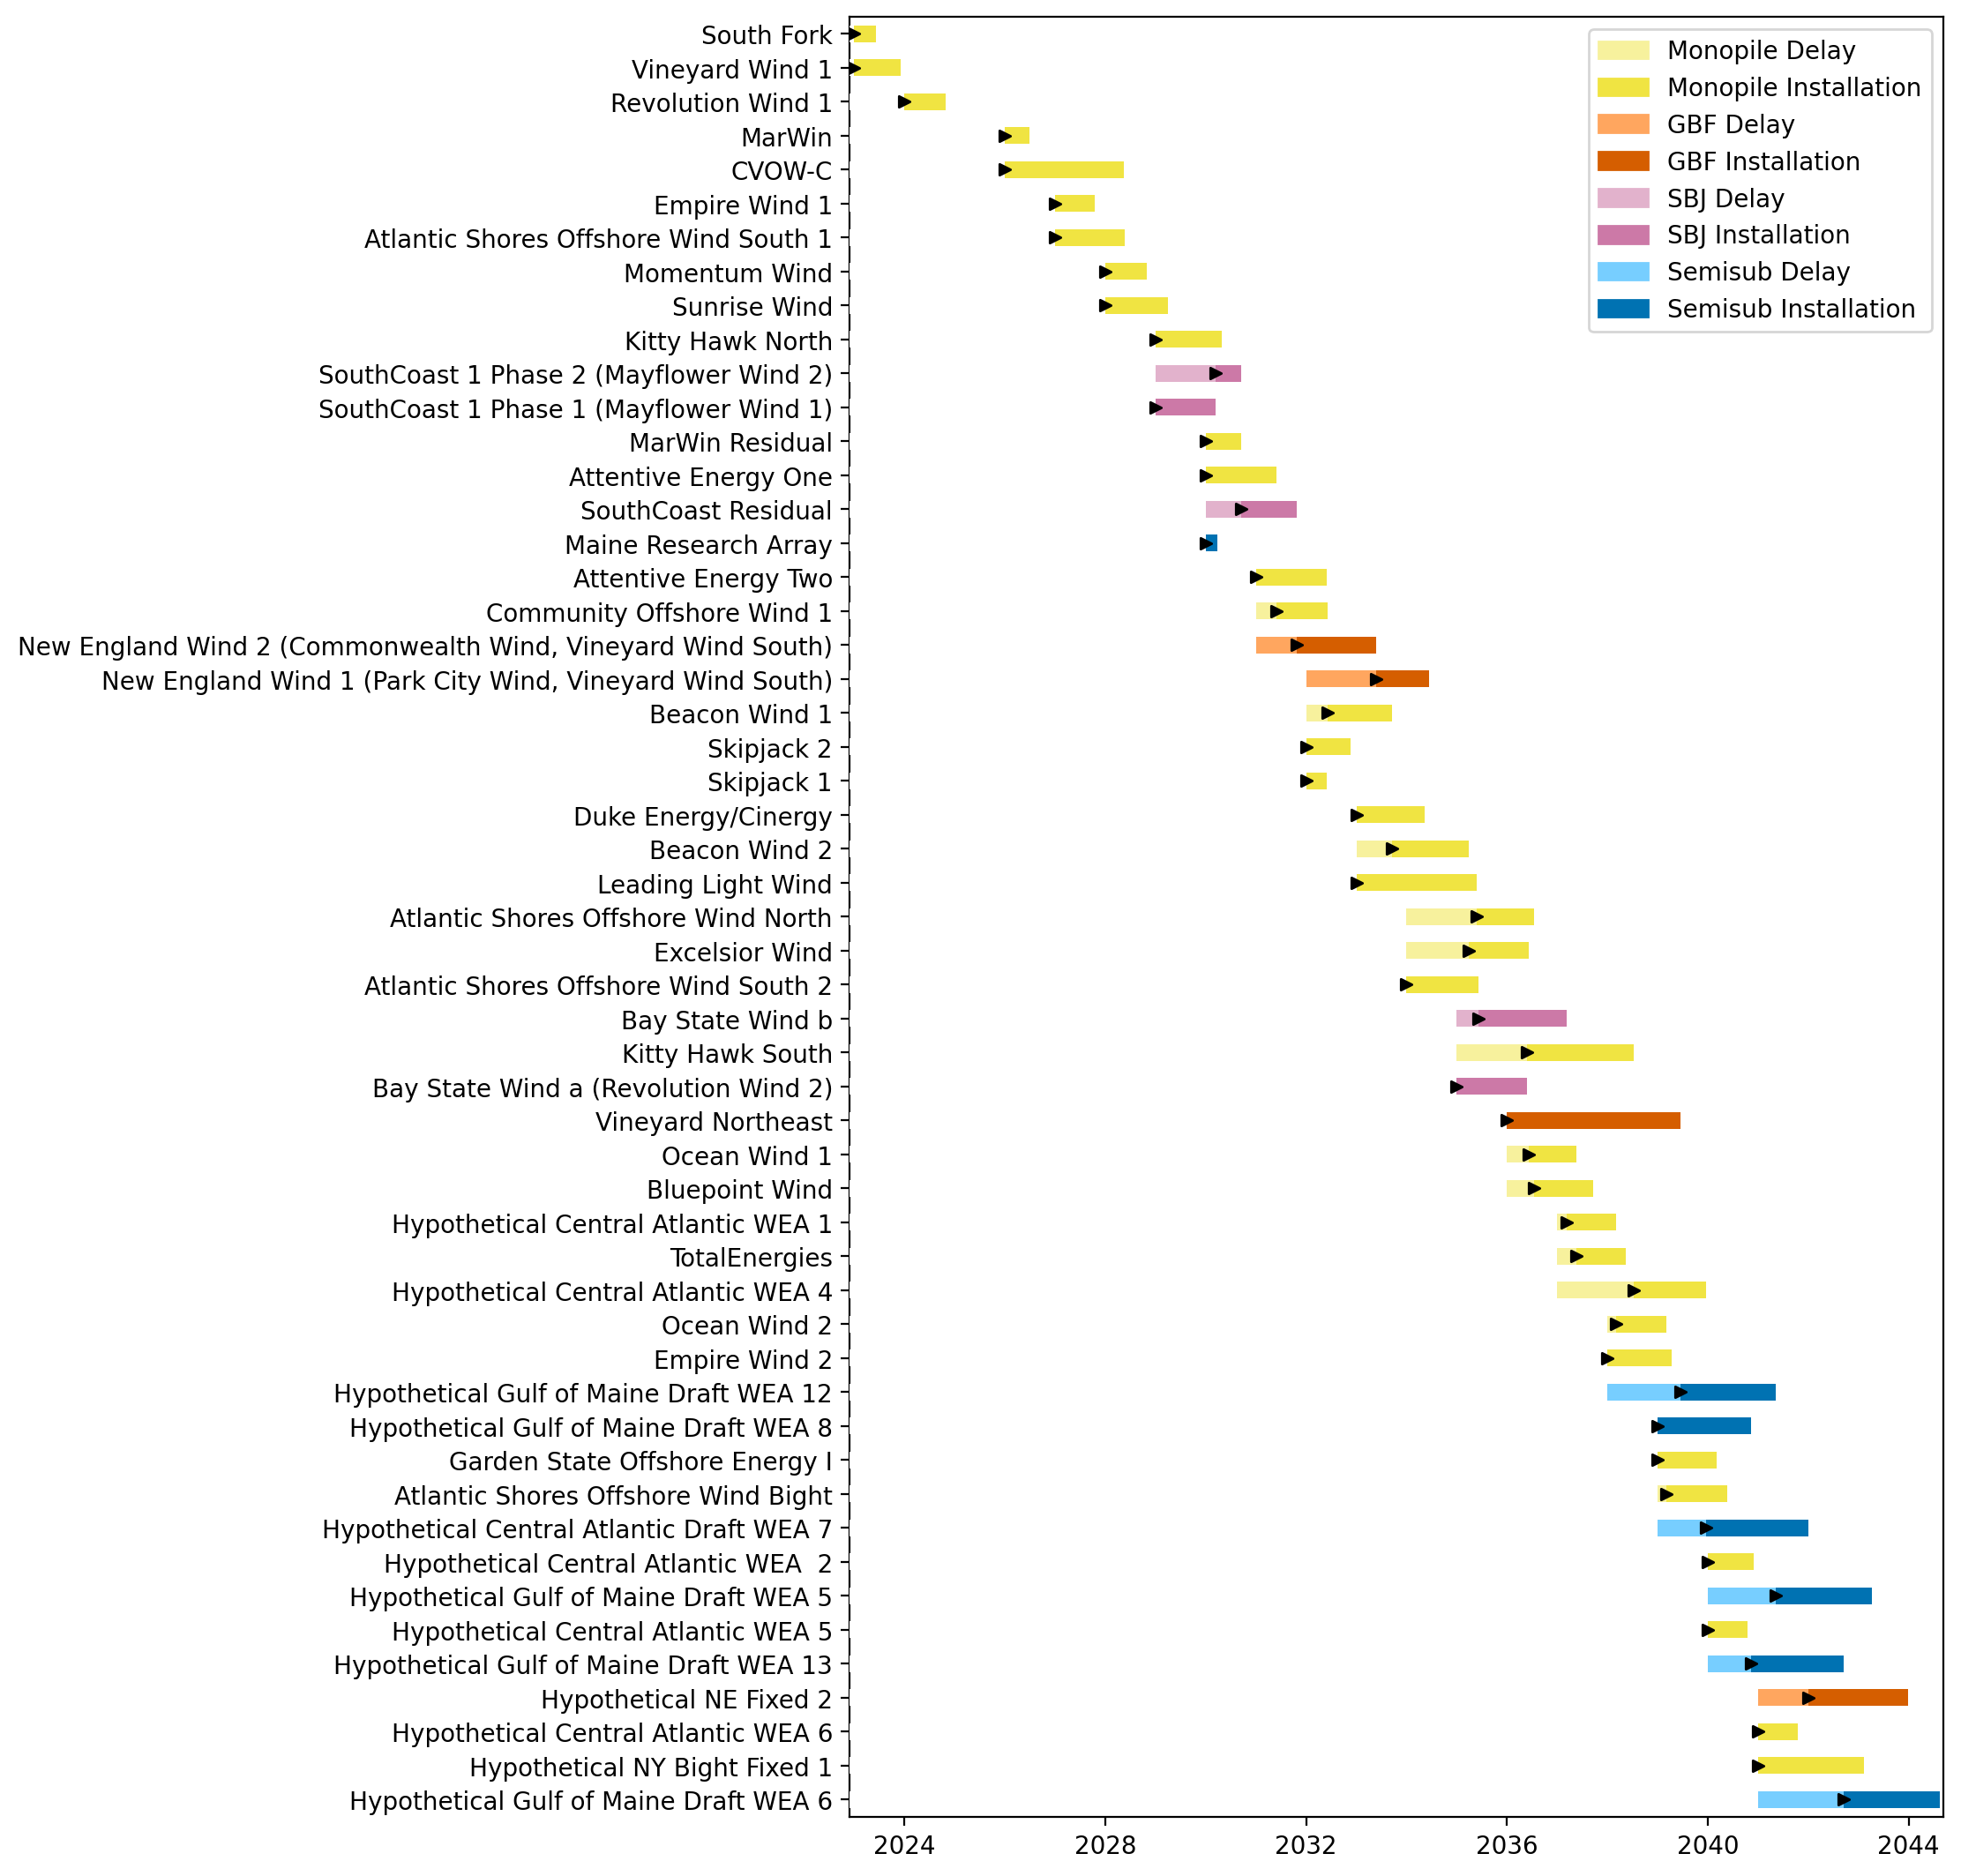 South Fork
Vineyard Wind 1
Revolution Wind 1
MarWin
CVOW-C
Empire Wind 1
Atlantic Shores Offshore Wind South 1
Momentum Wind
Sunrise Wind
Kitty Hawk North
SouthCoast 1 Phase 2 (Mayflower Wind 2)
SouthCoast 1 Phase 1 (Mayflower Wind 1)
MarWin Residual
Attentive Energy One
SouthCoast Residual
Maine Research Array
Attentive Energy Two
Community Offshore Wind 1
New England Wind 2 (Commonwealth Wind, Vineyard Wind South)
New England Wind 1 (Park City Wind, Vineyard Wind South)
Beacon Wind 1
Skipjack 2
Skipjack 1
Duke Energy/Cinergy
Beacon Wind 2
Leading Light Wind
Atlantic Shores Offshore Wind North
Excelsior Wind
Atlantic Shores Offshore Wind South 2
Bay State Wind b
Kitty Hawk South
Bay State Wind a (Revolution Wind 2)
Vineyard Northeast
Ocean Wind 1
Bluepoint Wind
Hypothetical Central Atlantic WEA 1
TotalEnergies
Hypothetical Central Atlantic WEA 4
Ocean Wind 2
Empire Wind 2
Hypothetical Gulf of Maine Draft WEA 12
Hypothetical Gulf of Maine Draft WEA 8
Garden State Offshore Energy I
Atlantic Shores Offshore Wind Bight
Hypothetical Central Atlantic Draft WEA 7
Hypothetical Central Atlantic WEA  2
Hypothetical Gulf of Maine Draft WEA 5
Hypothetical Central Atlantic WEA 5
Hypothetical Gulf of Maine Draft WEA 13
Hypothetical NE Fixed 2
Hypothetical Central Atlantic WEA 6
Hypothetical NY Bight Fixed 1
Hypothetical Gulf of Maine Draft WEA 6
Monopile Delay
Monopile Installation
GBF Delay
GBF Installation
SBJ Delay
SBJ Installation
Semisub Delay
Semisub Installation
2024 2028 2032 2036 2040 2044